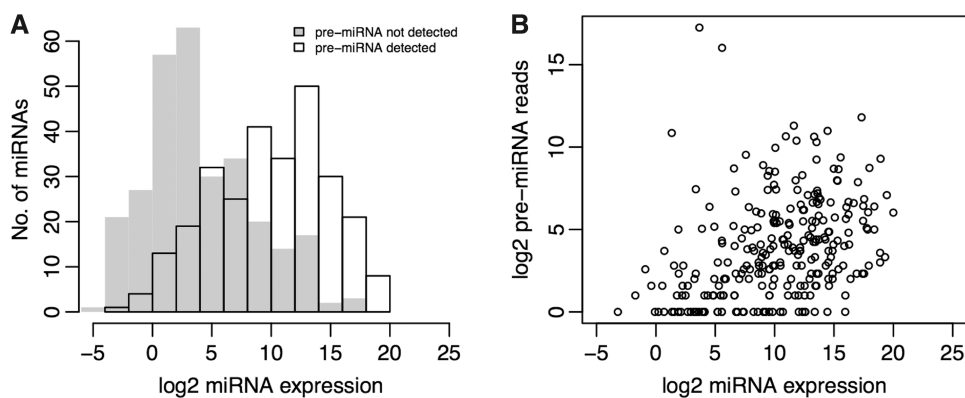 A
pre-miRNA not detected
pre-miRNA detected
No. of miRNAs
60
50
40
30
20
10
0
-5 0 5 10 15 20 25
log2 miRNA expression
B
log2 pre-miRNA reads
15
10
5
0
-5 0 5 10 15 20 25
log2 miRNA expression